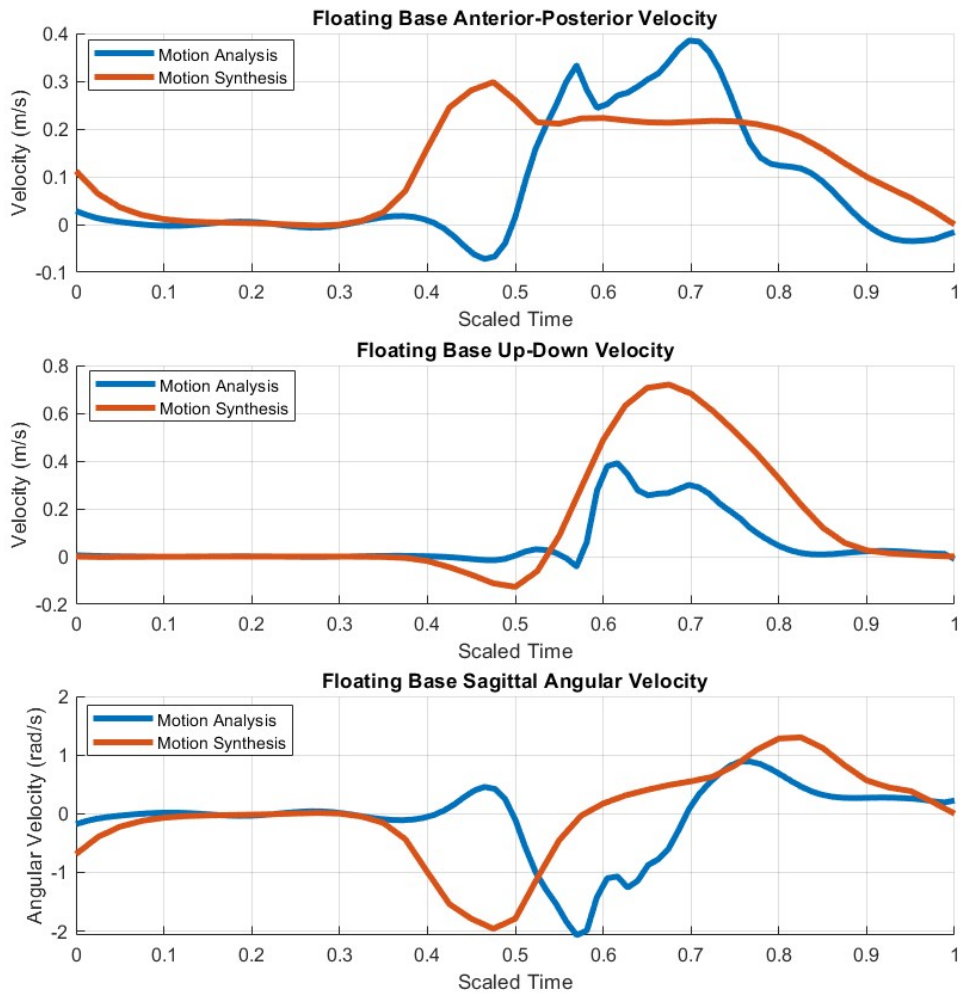 Floating Base Anterior-Posterior Velocity
0.4
0.3
0.2
0.1
0
-0.1
Velocity (m/s)
Motion Analysis
Motion Synthesis
0 0.1 0.2 0.3 0.4 0.5 0.6 0.7 0.8 0.9 1
Scaled Time
Floating Base Up-Down Velocity
0.8
0.6
0.4
0.2
0
-0.2
Velocity (m/s)
Motion Analysis
Motion Synthesis
0 0.1 0.2 0.3 0.4 0.5 0.6 0.7 0.8 0.9 1
Scaled Time
Floating Base Sagittal Angular Velocity
2
1
0
-1
-2
Angular Velocity (rad/s)
Motion Analysis
Motion Synthesis
0 0.1 0.2 0.3 0.4 0.5 0.6 0.7 0.8 0.9 1
Scaled Time